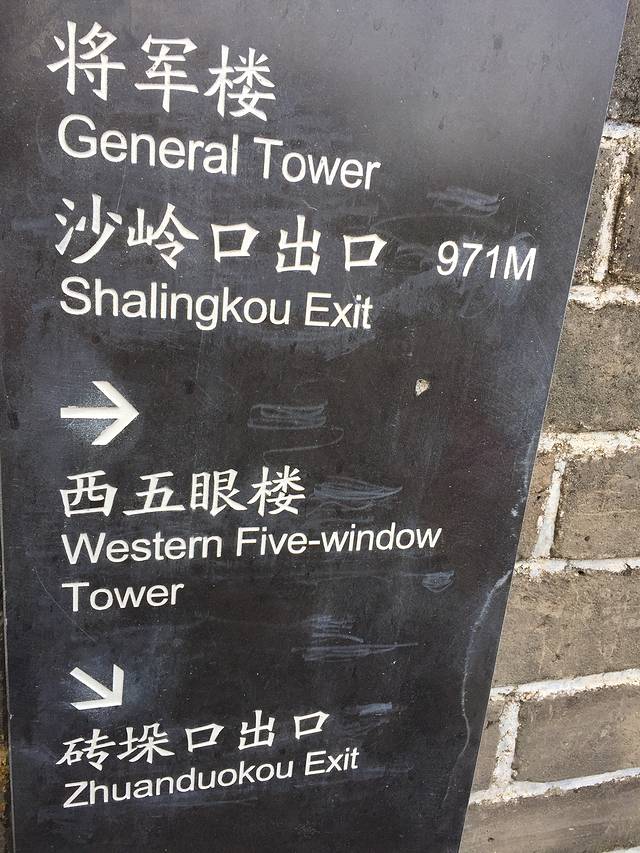 将军楼
General Tower
沙岭口出口 971M
Shalingkou Exit
西五眼楼
Western Five-window
Tower
砖垛口出口
Zhuanduokou Exit